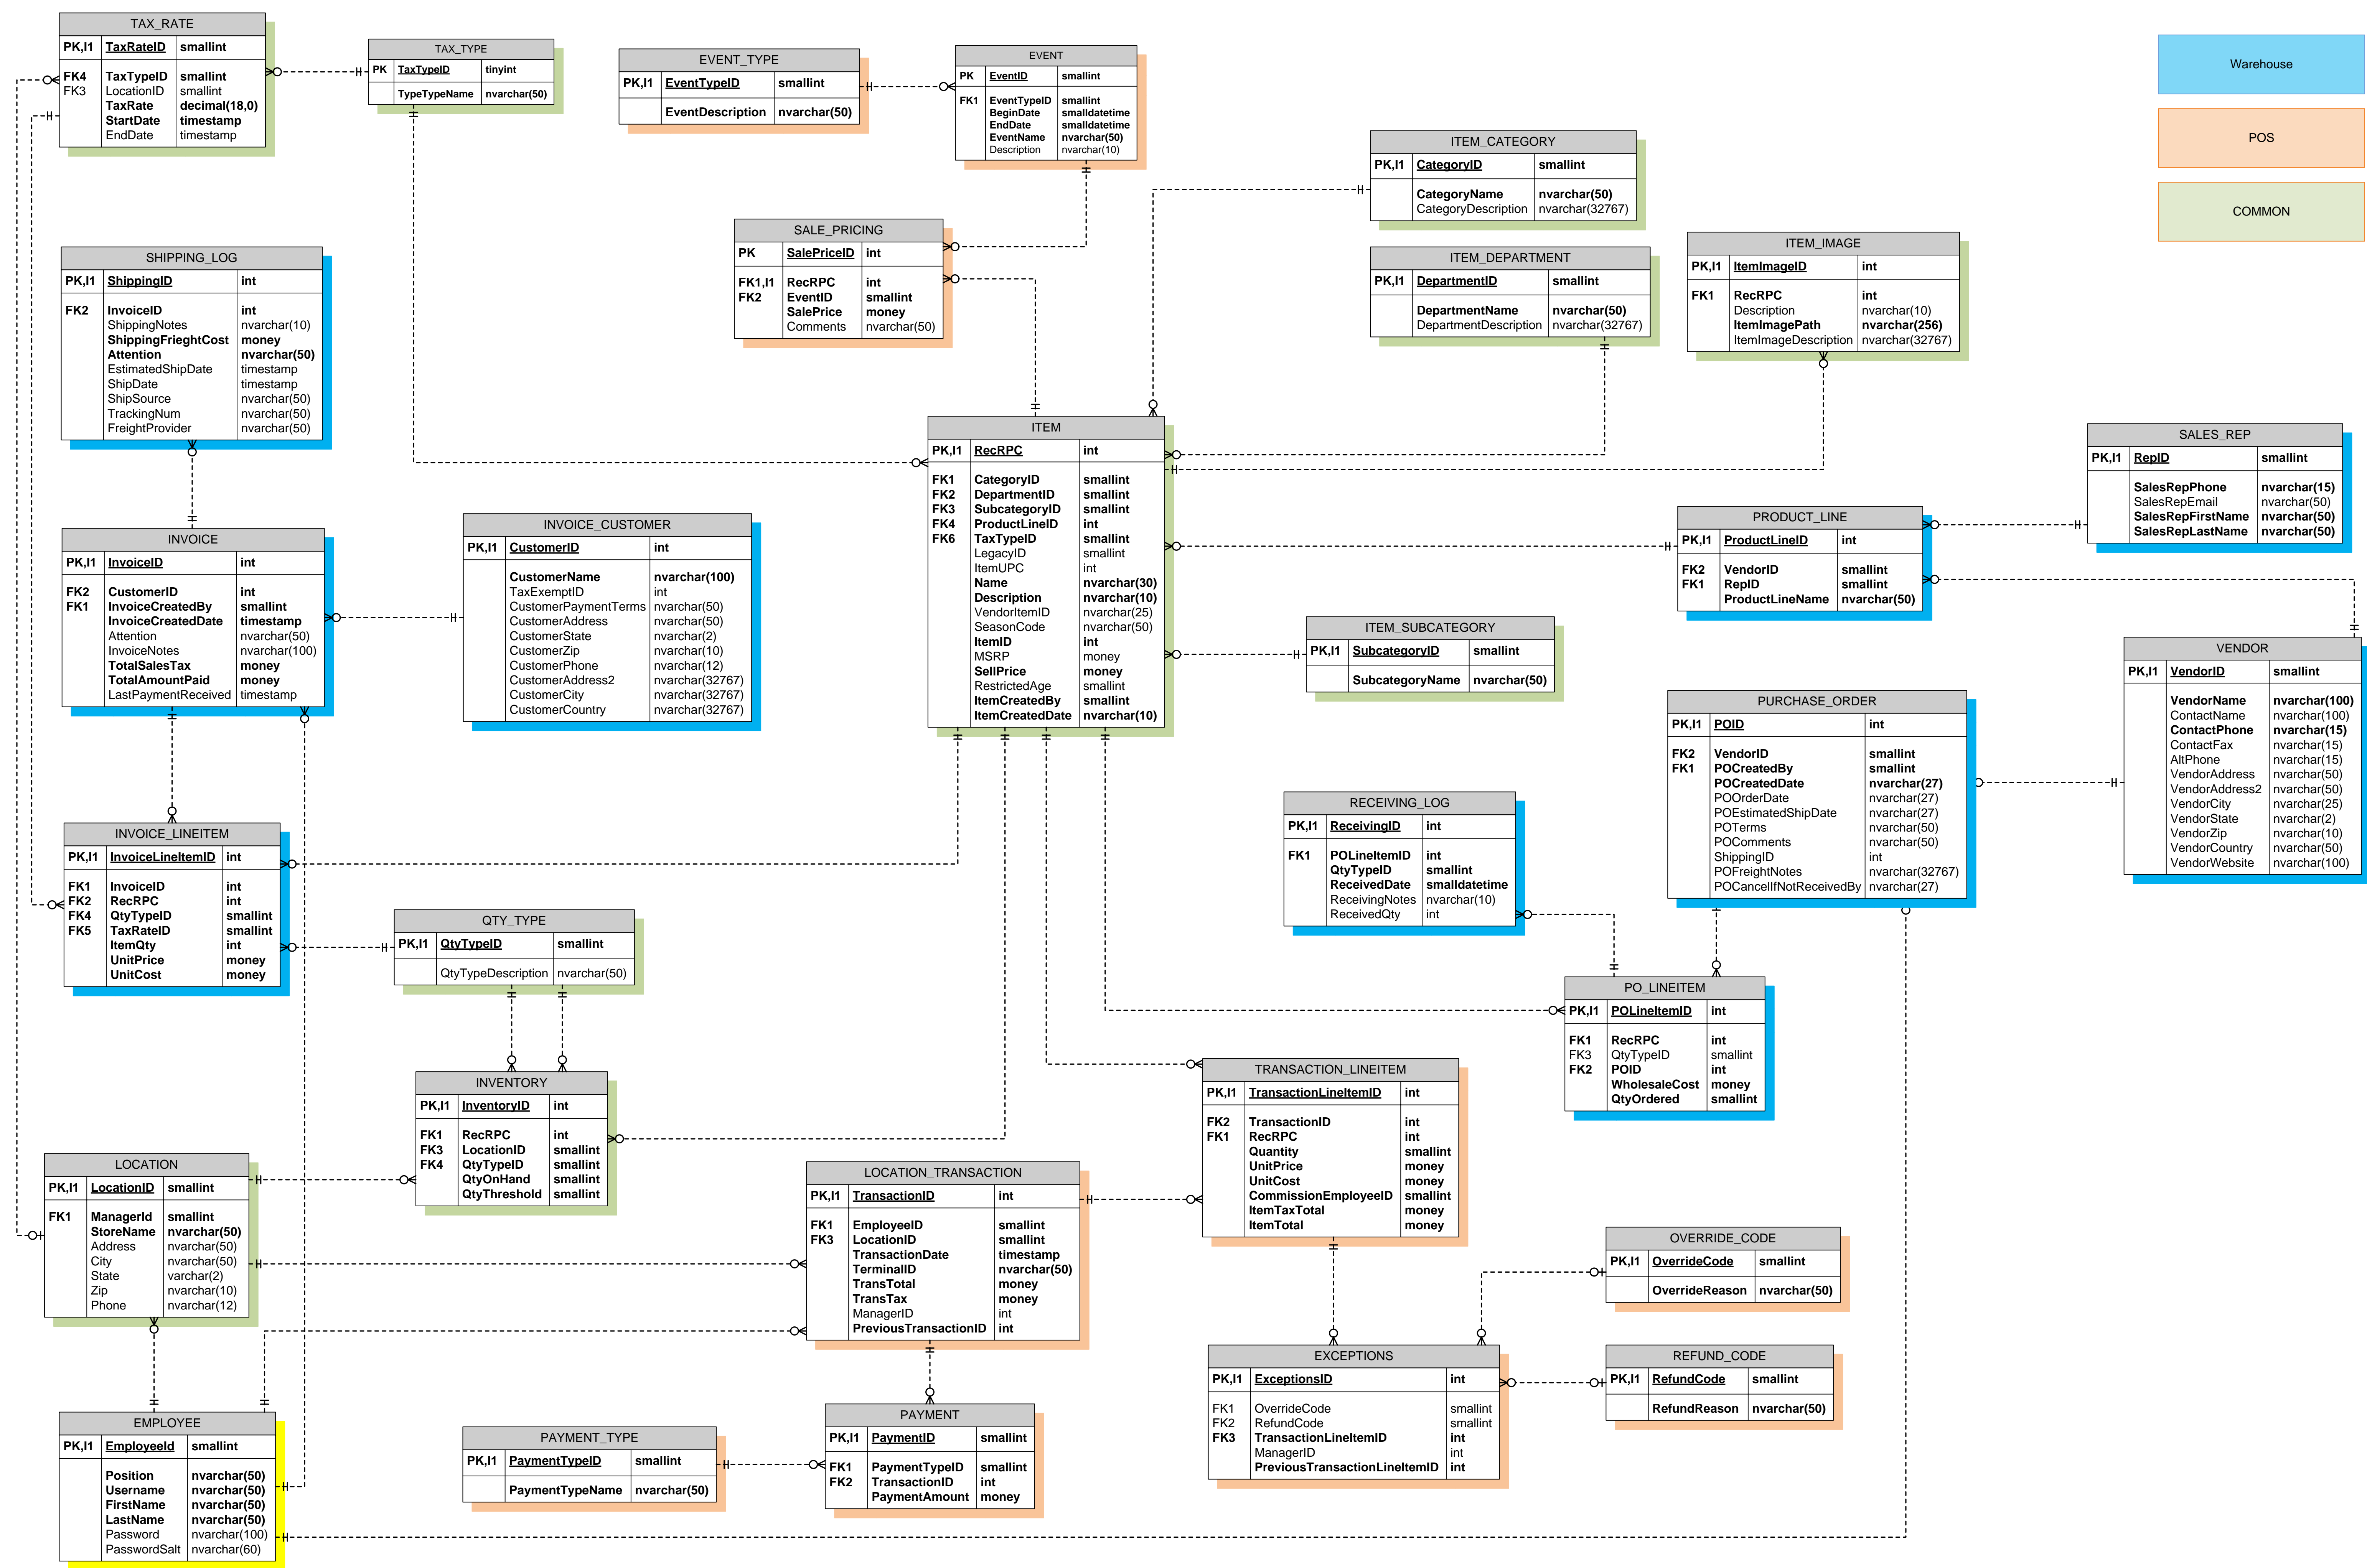 TAX_RATE
PK,I1 TaxRateID smallint
FK4 TaxTypeID smallint
FK3 LocationID smallint
TaxRate decimal(18,0)
StartDate timestamp
EndDate timestamp
TAX_TYPE
PK TaxTypeID tinyint
TypeTypeName nvarchar(50)
EVENT_TYPE
PK,I1 EventTypeID smallint
EventDescription nvarchar(50)
EVENT
PK EventID smallint
FK1 EventTypeID smallint
BeginDate smalldatetime
EndDate smalldatetime
EventName nvarchar(50)
Description nvarchar(10)
Warehouse
POS
COMMON
ITEM_CATEGORY
PK,I1 CategoryID smallint
CategoryName nvarchar(50)
CategoryDescription nvarchar(32767)
SALE_PRICING
PK SalePriceID int
FK1,I1 RecRPC int
FK2 EventID smallint
SalePrice money
Comments nvarchar(50)
ITEM_DEPARTMENT
PK,I1 DepartmentID smallint
DepartmentName nvarchar(50)
DepartmentDescription nvarchar(32767)
ITEM_IMAGE
PK,I1 ItemImageID int
FK1 RecRPC int
Description nvarchar(10)
ItemImagePath nvarchar(256)
ItemImageDescription nvarchar(32767)
SHIPPING_LOG
PK,I1 ShippingID int
FK2 InvoiceID int
ShippingNotes nvarchar(10)
ShippingFrieghtCost money
Attention nvarchar(50)
EstimatedShipDate timestamp
ShipDate timestamp
ShipSource nvarchar(50)
TrackingNum nvarchar(50)
FreightProvider nvarchar(50)
ITEM
PK,I1 RecRPC int
FK1 CategoryID smallint
FK2 DepartmentID smallint
FK3 SubcategoryID smallint
FK4 ProductLineID int
FK6 TaxTypeID smallint
LegacyID smallint
ItemUPC int
Name nvarchar(30)
Description nvarchar(10)
VendorItemID nvarchar(25)
SeasonCode nvarchar(50)
ItemID int
MSRP money
SellPrice money
RestrictedAge smallint
ItemCreatedBy smallint
ItemCreatedDate nvarchar(10)
SALES_REP
PK,I1 RepID smallint
SalesRepPhone nvarchar(15)
SalesRepEmail nvarchar(50)
SalesRepFirstName nvarchar(50)
SalesRepLastName nvarchar(50)
PRODUCT_LINE
PK,I1 ProductLineID int
FK2 VendorID smallint
FK1 RepID smallint
ProductLineName nvarchar(50)
INVOICE
PK,I1 InvoiceID int
FK2 CustomerID int
FK1 InvoiceCreatedBy smallint
InvoiceCreatedDate timestamp
Attention nvarchar(50)
InvoiceNotes nvarchar(100)
TotalSalesTax money
TotalAmountPaid money
LastPaymentReceived timestamp
INVOICE_CUSTOMER
PK,I1 CustomerID int
CustomerName nvarchar(100)
TaxExemptID int
CustomerPaymentTerms nvarchar(50)
CustomerAddress nvarchar(50)
CustomerState nvarchar(2)
CustomerZip nvarchar(10)
CustomerPhone nvarchar(12)
CustomerAddress2 nvarchar(32767)
CustomerCity nvarchar(32767)
CustomerCountry nvarchar(32767)
ITEM_SUBCATEGORY
PK,I1 SubcategoryID smallint
SubcategoryName nvarchar(50)
VENDOR
PK,I1 VendorID smallint
VendorName nvarchar(100)
ContactName nvarchar(100)
ContactPhone nvarchar(15)
ContactFax nvarchar(15)
AltPhone nvarchar(15)
VendorAddress nvarchar(50)
VendorAddress2 nvarchar(50)
VendorCity nvarchar(25)
VendorState nvarchar(2)
VendorZip nvarchar(10)
VendorCountry nvarchar(50)
VendorWebsite nvarchar(100)
PURCHASE_ORDER
PK,I1 POID int
FK2 VendorID smallint
FK1 POCreatedBy smallint
POCreatedDate nvarchar(27)
POOrderDate nvarchar(27)
POEstimatedShipDate nvarchar(27)
POTerms nvarchar(50)
POComments nvarchar(50)
ShippingID int
POFreightNotes nvarchar(32767)
POCancelIfNotReceivedBy nvarchar(27)
RECEIVING_LOG
PK,I1 ReceivingID int
FK1 POLineItemID int
QtyTypeID smallint
ReceivedDate smalldatetime
ReceivingNotes nvarchar(10)
ReceivedQty int
INVOICE_LINEITEM
PK,I1 InvoiceLineItemID int
FK1 InvoiceID int
FK2 RecRPC int
FK4 QtyTypeID smallint
FK5 TaxRateID smallint
ItemQty int
UnitPrice money
UnitCost money
QTY_TYPE
PK,I1 QtyTypeID smallint
QtyTypeDescription nvarchar(50)
PO_LINEITEM
PK,I1 POLineItemID int
FK1 RecRPC int
FK3 QtyTypeID smallint
FK2 POID int
WholesaleCost money
QtyOrdered smallint
INVENTORY
PK,I1 InventoryID int
FK1 RecRPC int
FK3 LocationID smallint
FK4 QtyTypeID smallint
QtyOnHand smallint
QtyThreshold smallint
TRANSACTION_LINEITEM
PK,I1 TransactionLineItemID int
FK2 TransactionID int
FK1 RecRPC int
Quantity smallint
UnitPrice money
UnitCost money
CommissionEmployeeID smallint
ItemTaxTotal money
ItemTotal money
LOCATION
PK,I1 LocationID smallint
FK1 ManagerId smallint
StoreName nvarchar(50)
Address nvarchar(50)
City nvarchar(50)
State varchar(2)
Zip nvarchar(10)
Phone nvarchar(12)
LOCATION_TRANSACTION
PK,I1 TransactionID int
FK1 EmployeeID smallint
FK3 LocationID smallint
TransactionDate timestamp
TerminalID nvarchar(50)
TransTotal money
TransTax money
ManagerID int
PreviousTransactionID int
OVERRIDE_CODE
PK,I1 OverrideCode smallint
OverrideReason nvarchar(50)
EXCEPTIONS
PK,I1 ExceptionsID int
FK1 OverrideCode smallint
FK2 RefundCode smallint
FK3 TransactionLineItemID int
ManagerID int
PreviousTransactionLineItemID int
REFUND_CODE
PK,I1 RefundCode smallint
RefundReason nvarchar(50)
EMPLOYEE
PK,I1 EmployeeId smallint
Position nvarchar(50)
Username nvarchar(50)
FirstName nvarchar(50)
LastName nvarchar(50)
Password nvarchar(100)
PasswordSalt nvarchar(60)
PAYMENT_TYPE
PK,I1 PaymentTypeID smallint
PaymentTypeName nvarchar(50)
PAYMENT
PK,I1 PaymentID smallint
FK1 PaymentTypeID smallint
FK2 TransactionID int
PaymentAmount money